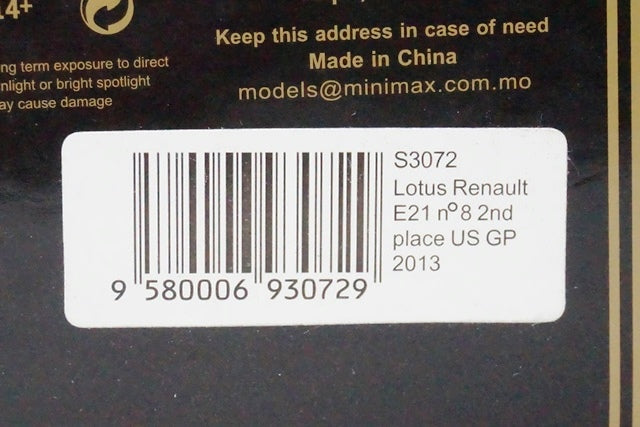 14+
Keep this address in case of need
Made in China
models@minimax.com.mo
ng term exposure to direct
nlight or bright spotlight
ay cause damage
S3072
Lotus Renault
E21 nº 8 2nd
place US GP
2013
9 580006 930729